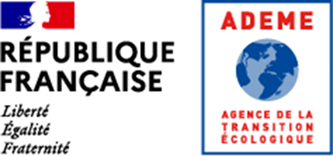 RÉPUBLIQUE
FRANÇAISE
Liberté
Égalité
Fraternité
ADEME
AGENCE DE LA
TRANSITION
ÉCOLOGIQUE